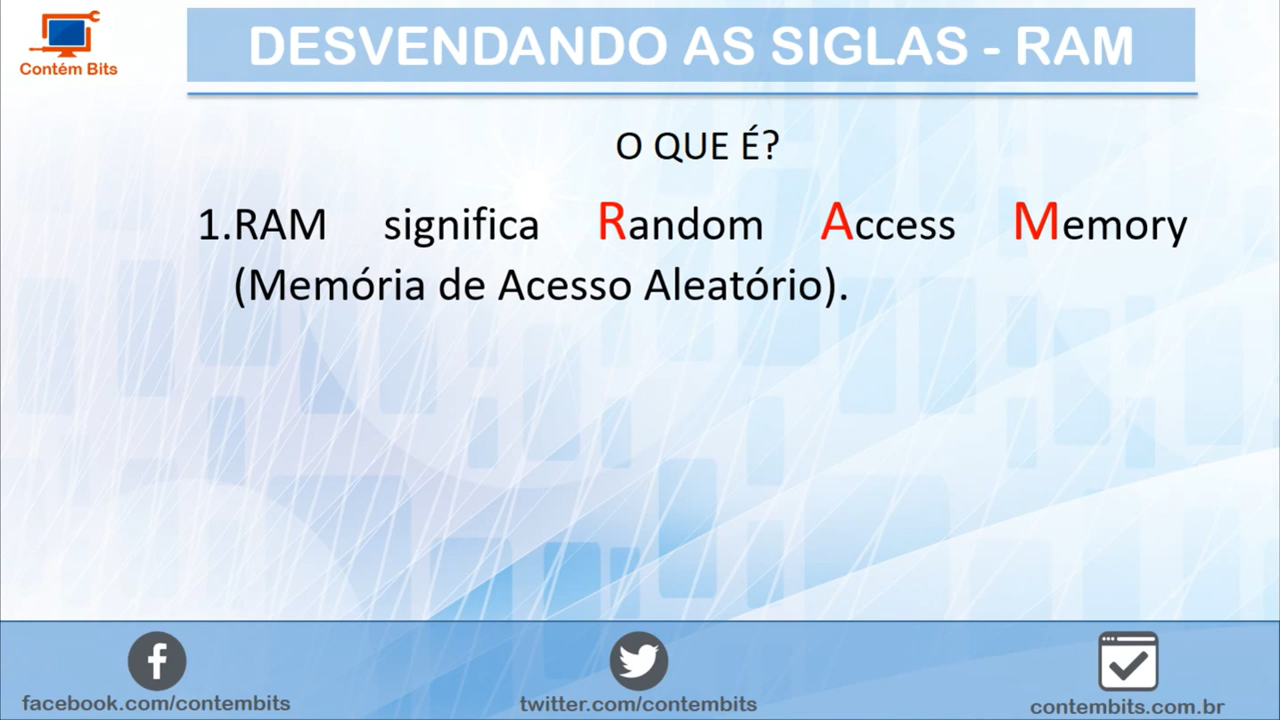 Contém Bits
DESVENDANDO AS SIGLAS - RAM
O QUE É?
1.RAM significa Random Access Memory
(Memória de Acesso Aleatório).
facebook.com/contembits
twitter.com/contembits
contembits.com.br